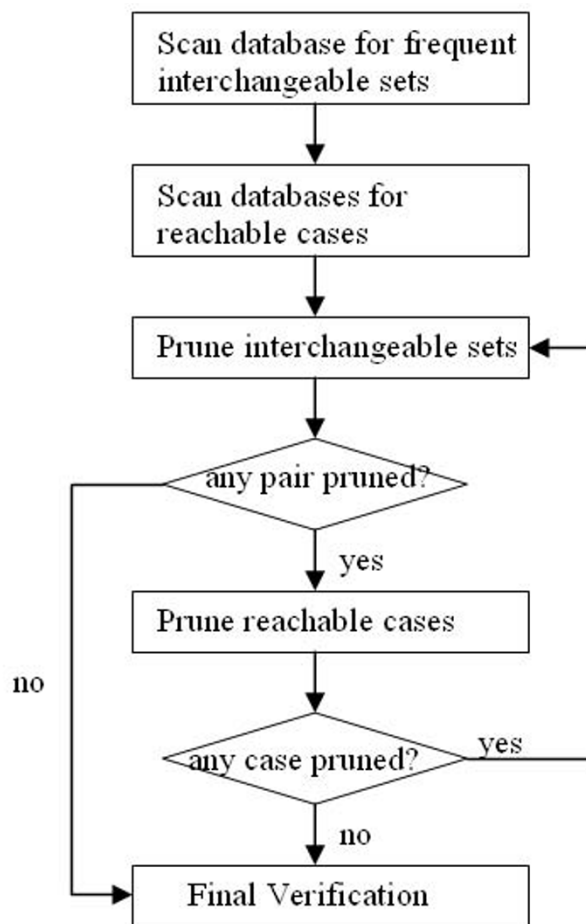 Scan database for frequent
interchangeable sets
Scan databases for
reachable cases
Prune interchangeable sets
any pair pruned?
yes
Prune reachable cases
no
any case pruned?
yes
no
Final Verification